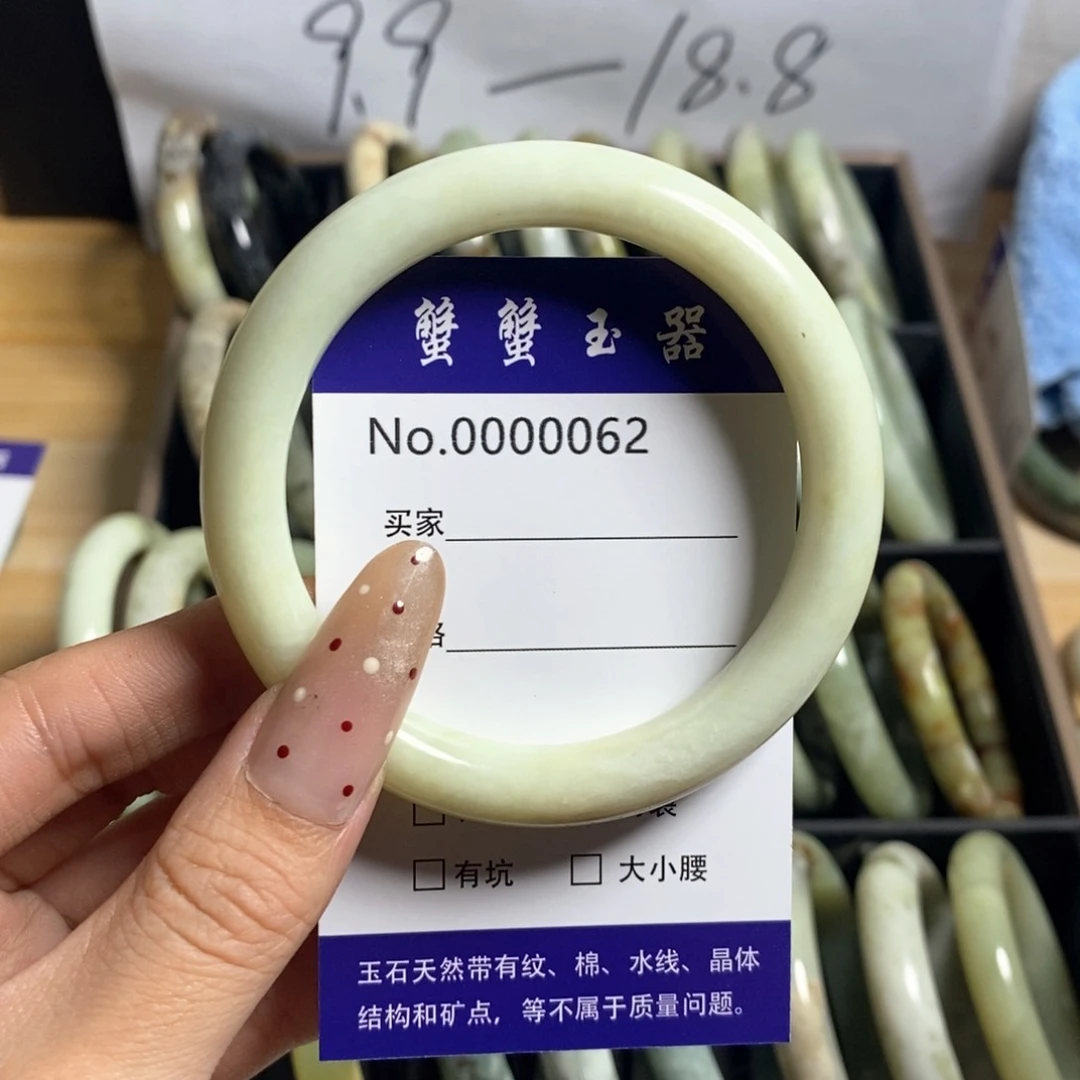 9.9 — 18.8
蟹蟹玉器
No.0000062
买家
格
□有坑 □大小腰
玉石天然带有纹、棉、水线、晶体
结构和矿点，等不属于质量问题。